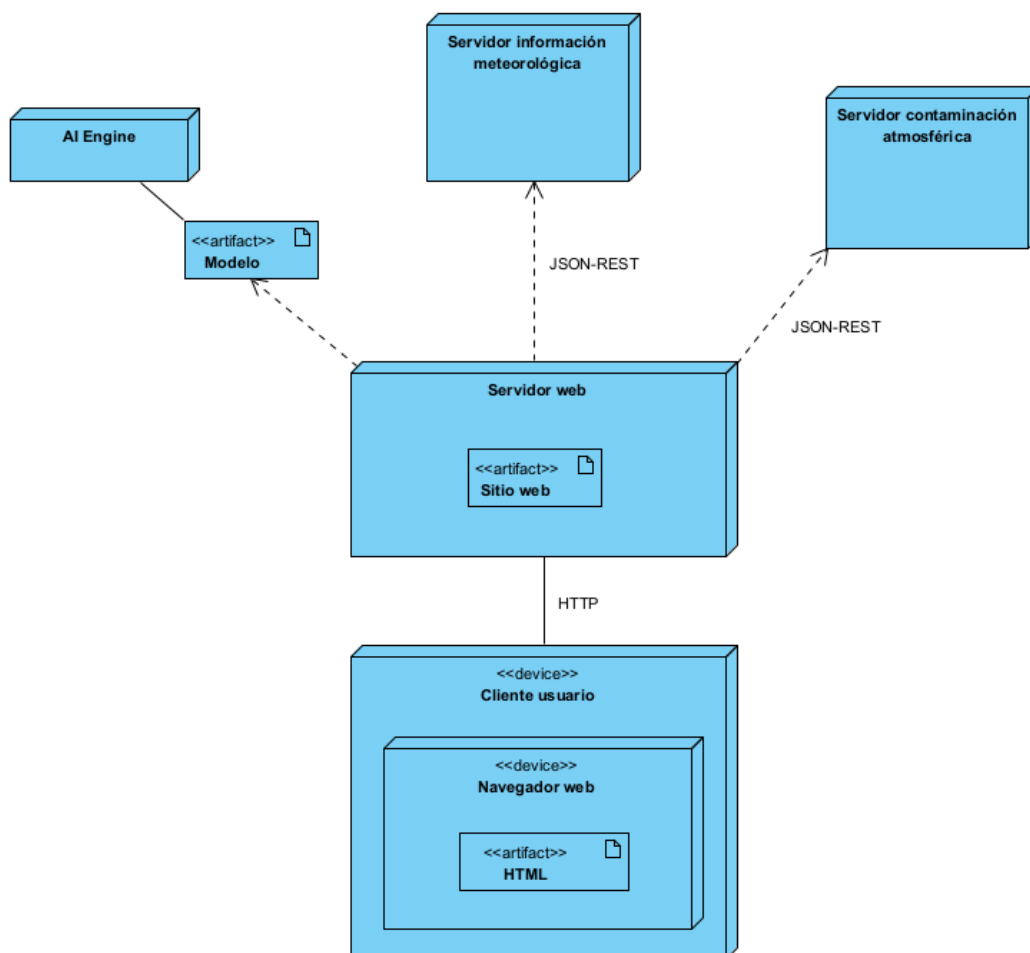 Servidor información
meteorológica
Servidor contaminación
atmosférica
AI Engine
<<artifact>>
Modelo
JSON-REST
JSON-REST
Servidor web
<<artifact>>
Sitio web
HTTP
<<device>>
Cliente usuario
<<device>>
Navegador web
<<artifact>>
HTML